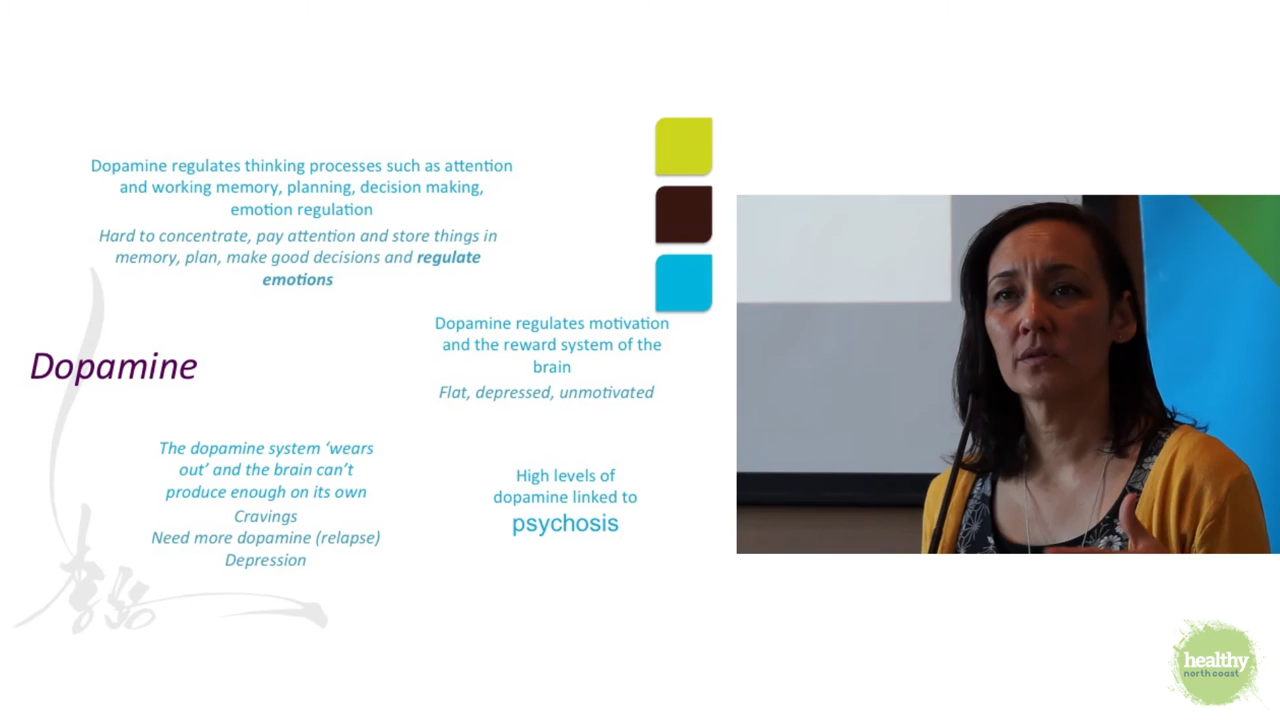 Dopamine regulates thinking processes such as attention
and working memory, planning, decision making,
emotion regulation
Hard to concentrate, pay attention and store things in
memory, plan, make good decisions and regulate
emotions
Dopamine regulates motivation
and the reward system of the
brain
Flat, depressed, unmotivated
Dopamine
The dopamine system ‘wears
out’ and the brain can’t
produce enough on its own
Cravings
Need more dopamine (relapse)
Depression
High levels of
dopamine linked to
psychosis
healthy
north coast